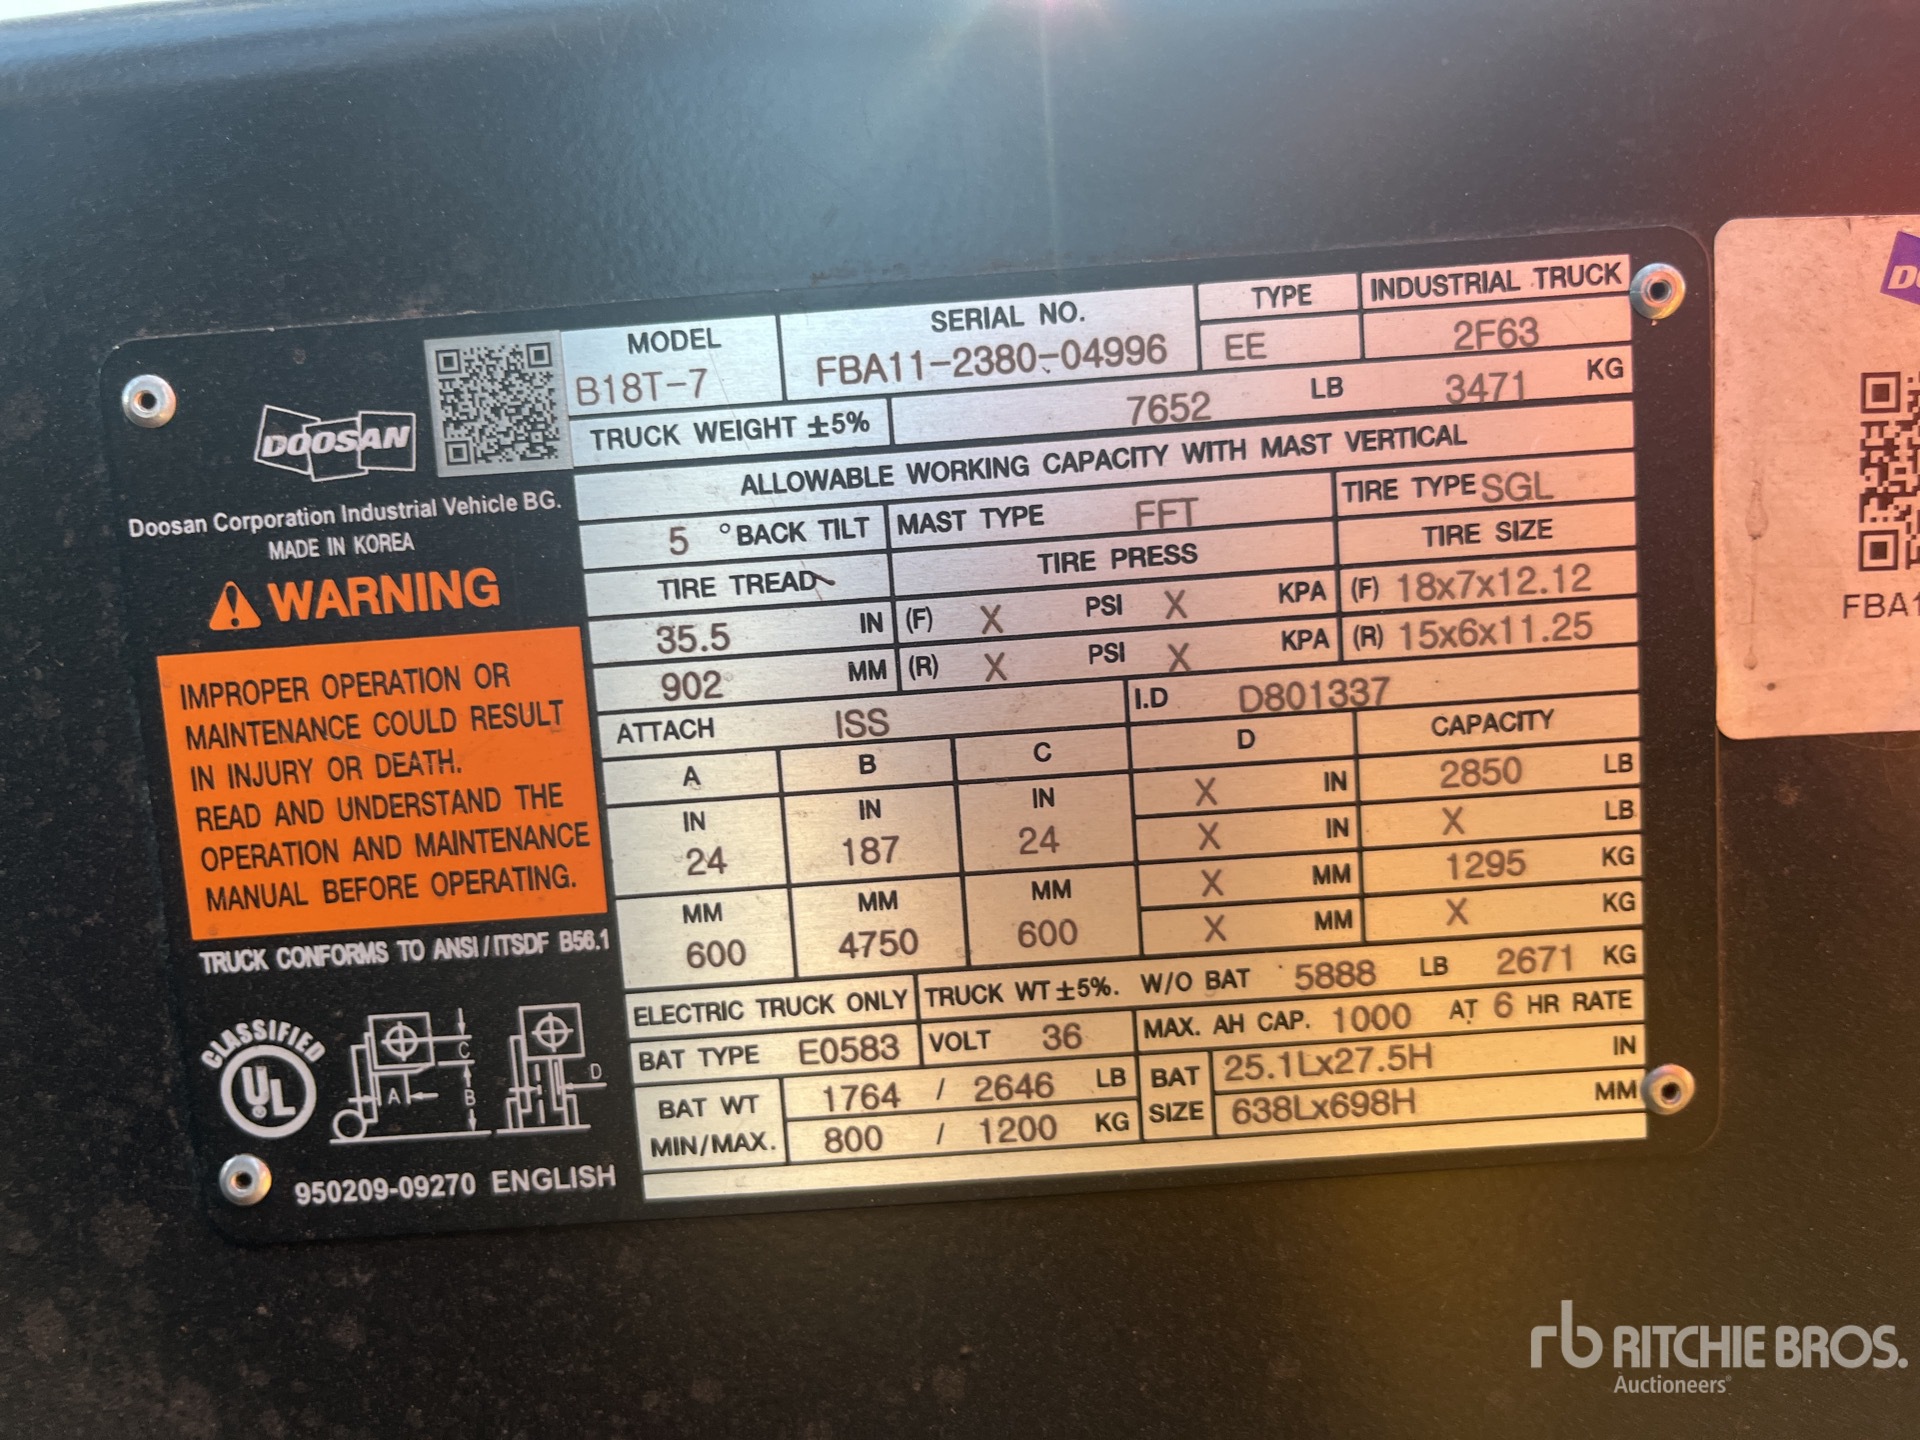 DOOSAN
Doosan Corporation Industrial Vehicle BG.
MADE IN KOREA
WARNING
IMPROPER OPERATION OR
MAINTENANCE COULD RESULT
IN INJURY OR DEATH.
READ AND UNDERSTAND THE
OPERATION AND MAINTENANCE
MANUAL BEFORE OPERATING.
TRUCK CONFORMS TO ANSI/ITSDF B56.1
CLASSIFIED
UL
A B C D
950209-09270 ENGLISH
MODEL SERIAL NO. TYPE INDUSTRIAL TRUCK
B18T-7 FBA11-2380-04996 EE 2F63
TRUCK WEIGHT ±5% 7652 LB 3471 KG
ALLOWABLE WORKING CAPACITY WITH MAST VERTICAL
5 °BACK TILT MAST TYPE FFT TIRE TYPE SGL
TIRE TREAD TIRE PRESS TIRE SIZE
35.5 IN (F) X PSI X KPA (F) 18x7x12.12
902 MM (R) X PSI X KPA (R) 15x6x11.25
ATTACH ISS I.D D801337
A B C D CAPACITY
IN IN IN X IN 2850 LB
24 187 24 X IN X LB
MM MM MM X MM 1295 KG
600 4750 600 X MM X KG
ELECTRIC TRUCK ONLY TRUCK WT ±5%. W/O BAT 5888 LB 2671 KG
BAT TYPE E0583 VOLT 36 MAX. AH CAP. 1000 AT 6 HR RATE
BAT WT 1764 / 2646 LB BAT 25.1Lx27.5H IN
MIN/MAX. 800 / 1200 KG SIZE 638Lx698H MM
FBA1
rb RITCHIE BROS.
Auctioneers